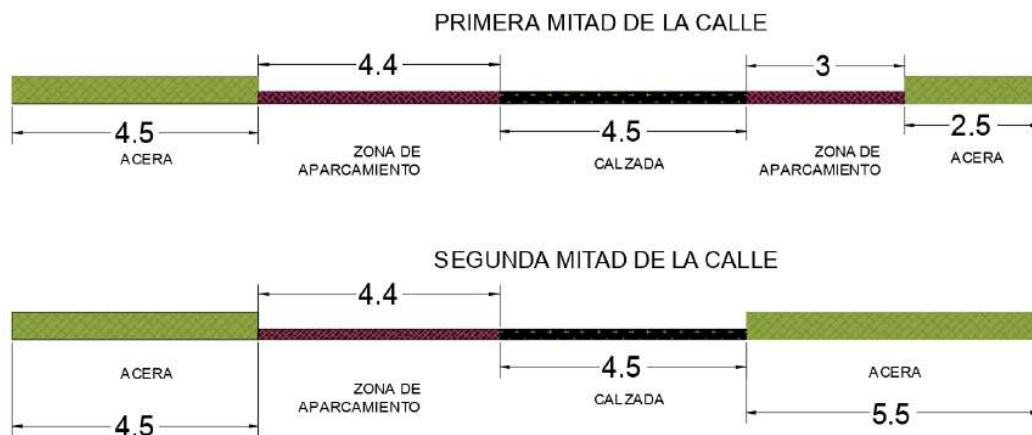 PRIMERA MITAD DE LA CALLE
4.4
3
4.5
4.5
2.5
ACERA
ZONA DE
APARCAMIENTO
CALZADA
ZONA DE
APARCAMIENTO
ACERA
SEGUNDA MITAD DE LA CALLE
4.4
4.5
ACERA
ZONA DE
APARCAMIENTO
CALZADA
ACERA
4.5
5.5